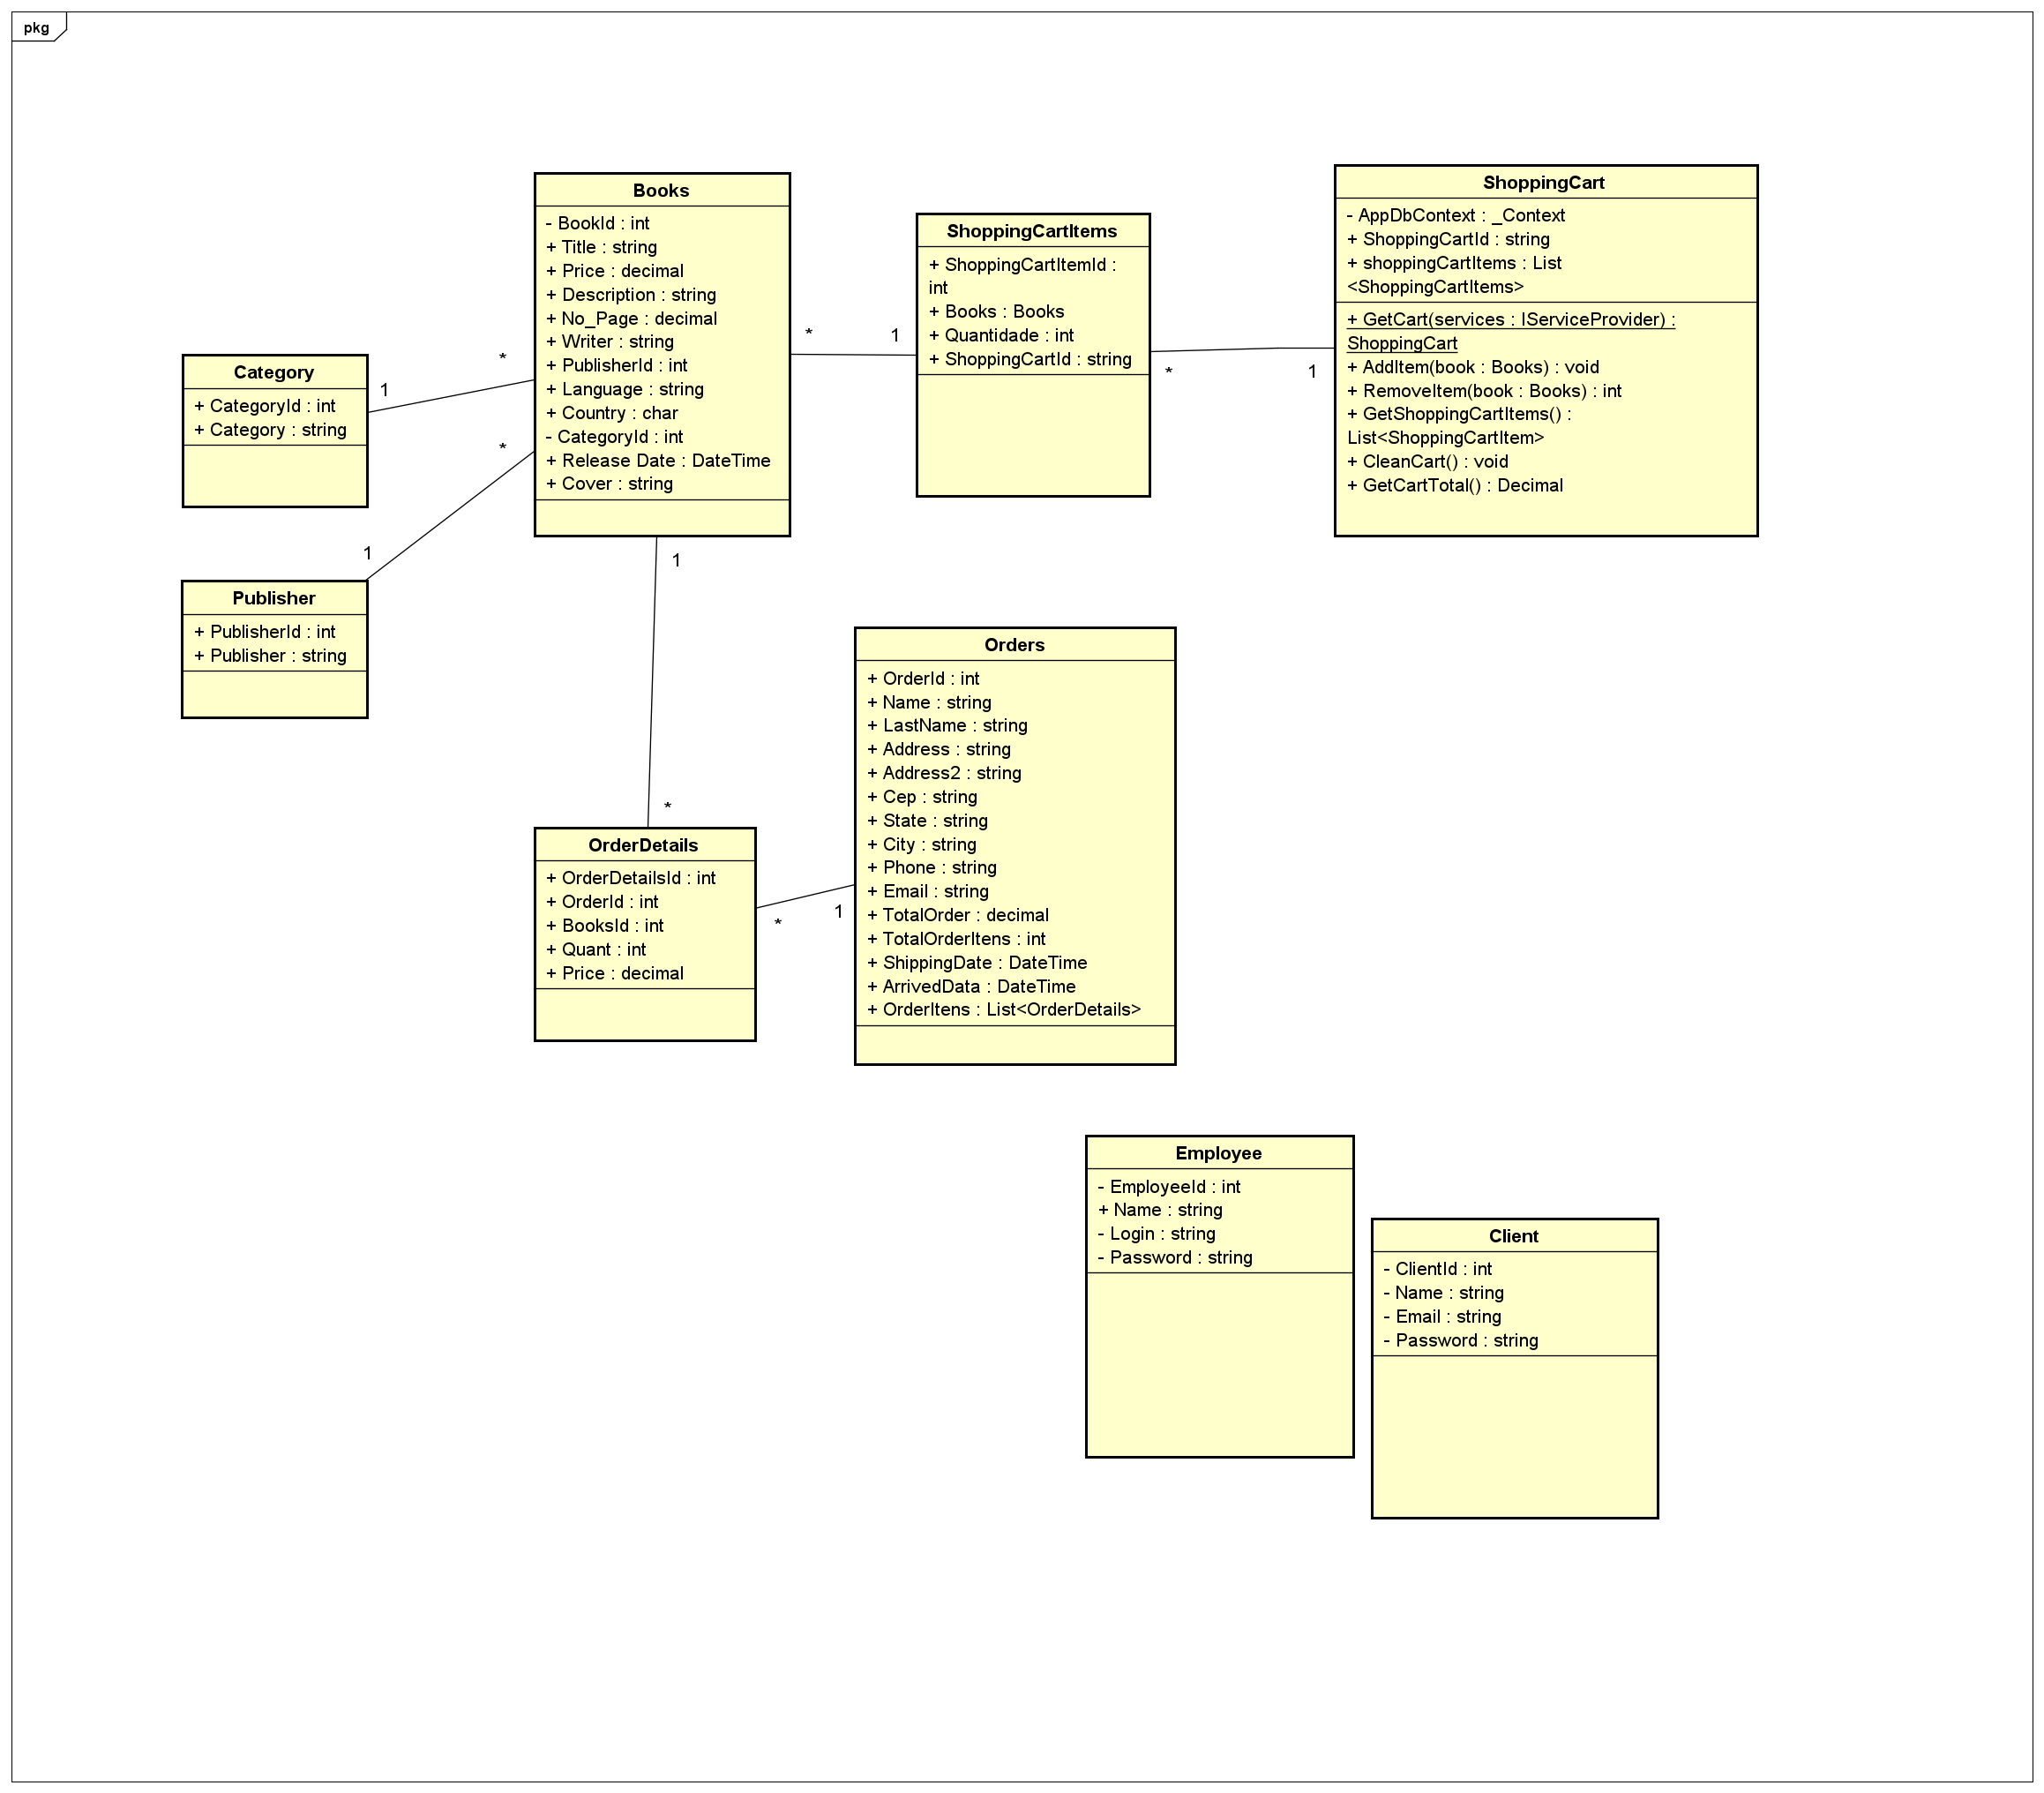 pkg
Books
- BookId : int
+ Title : string
+ Price : decimal
+ Description : string
+ No_Page : decimal
+ Writer : string
+ PublisherId : int
+ Language : string
+ Country : char
- CategoryId : int
+ Release Date : DateTime
+ Cover : string
ShoppingCartItems
+ ShoppingCartItemId :
int
+ Books : Books
+ Quantidade : int
+ ShoppingCartId : string
ShoppingCart
- AppDbContext : _Context
+ ShoppingCartId : string
+ shoppingCartItems : List
<ShoppingCartItems>
+ GetCart(services : IServiceProvider) :
ShoppingCart
+ AddItem(book : Books) : void
+ RemoveItem(book : Books) : int
+ GetShoppingCartItems() :
List<ShoppingCartItem>
+ CleanCart() : void
+ GetCartTotal() : Decimal
* 1
* 1
Category
+ CategoryId : int
+ Category : string
1 *
Publisher
+ PublisherId : int
+ Publisher : string
1 *
1
*
OrderDetails
+ OrderDetailsId : int
+ OrderId : int
+ BooksId : int
+ Quant : int
+ Price : decimal
* 1
Orders
+ OrderId : int
+ Name : string
+ LastName : string
+ Address : string
+ Address2 : string
+ Cep : string
+ State : string
+ City : string
+ Phone : string
+ Email : string
+ TotalOrder : decimal
+ TotalOrderItens : int
+ ShippingDate : DateTime
+ ArrivedData : DateTime
+ OrderItens : List<OrderDetails>
Employee
- EmployeeId : int
+ Name : string
- Login : string
- Password : string
Client
- ClientId : int
- Name : string
- Email : string
- Password : string